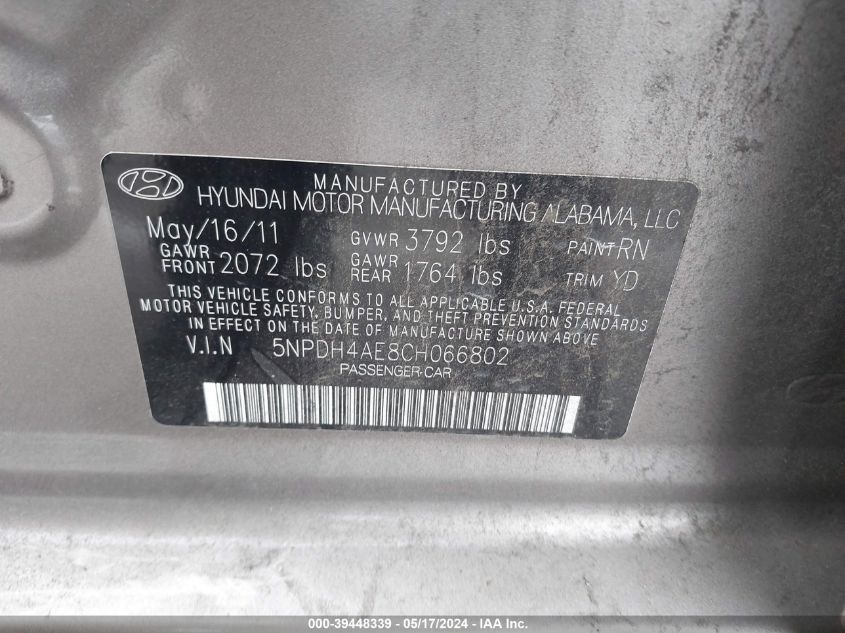 MANUFACTURED BY
HYUNDAI MOTOR MANUFACTURING ALABAMA, LLC
May/16/11 GVWR 3792 lbs PAINT RN
GAWR FRONT 2072 lbs GAWR REAR 1764 lbs TRIM YD
THIS VEHICLE CONFORMS TO ALL APPLICABLE U.S.A. FEDERAL
MOTOR VEHICLE SAFETY, BUMPER, AND THEFT PREVENTION STANDARDS
IN EFFECT ON THE DATE OF MANUFACTURE SHOWN ABOVE
V.I.N 5NPDH4AE8CH066802
PASSENGER-CAR
000-39448339 - 05/17/2024 - IAA Inc.